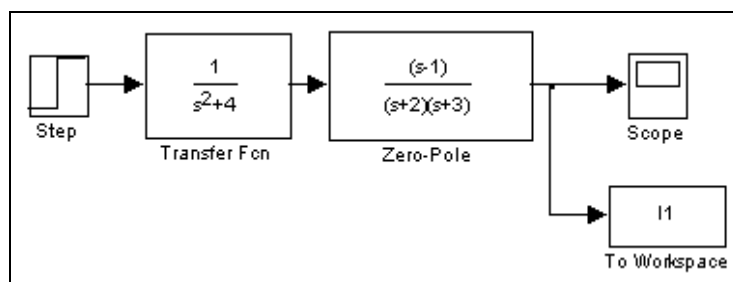 1
s2+4
(s-1)
(s+2)(s+3)
Step
Transfer Fcn
Zero-Pole
Scope
I1
To Workspace